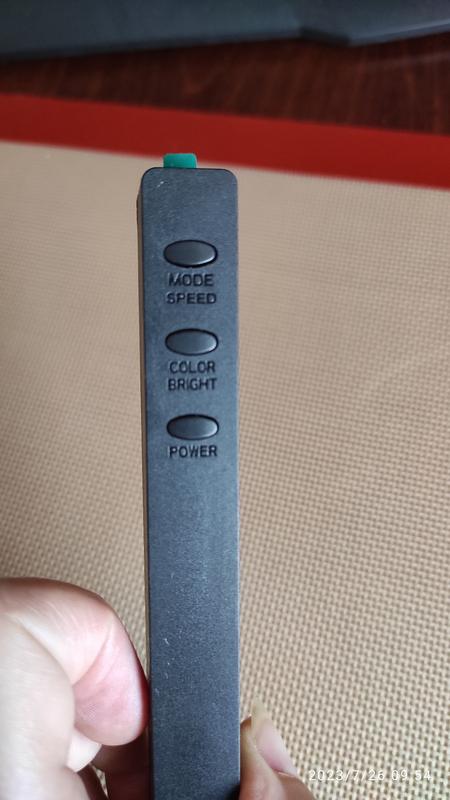 MODE
SPEED
COLOR
BRIGHT
POWER
2023/7/26 09:54